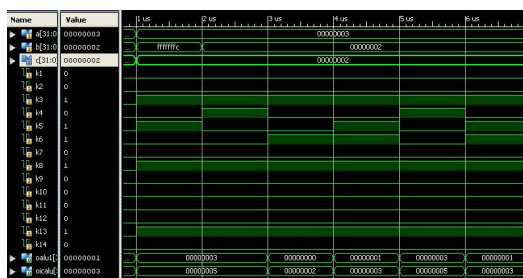 Name Value 1 us 2 us 3 us 4 us 5 us 6 us
a[31:0 00000003 00000003
b[31:0 00000002 fffffffc 00000002
c[31:0 00000002 00000002
k1 0
k2 0
k3 1
k4 0
k5 1
k6 1
k7 0
k8 1
k9 0
k10 0
k11 0
k12 0
k13 1
k14 0
oalu1[ 00000001 00000003 00000000 00000001 00000003 00000001
oicalu[ 00000003 00000005 00000002 00000003 00000005 00000003